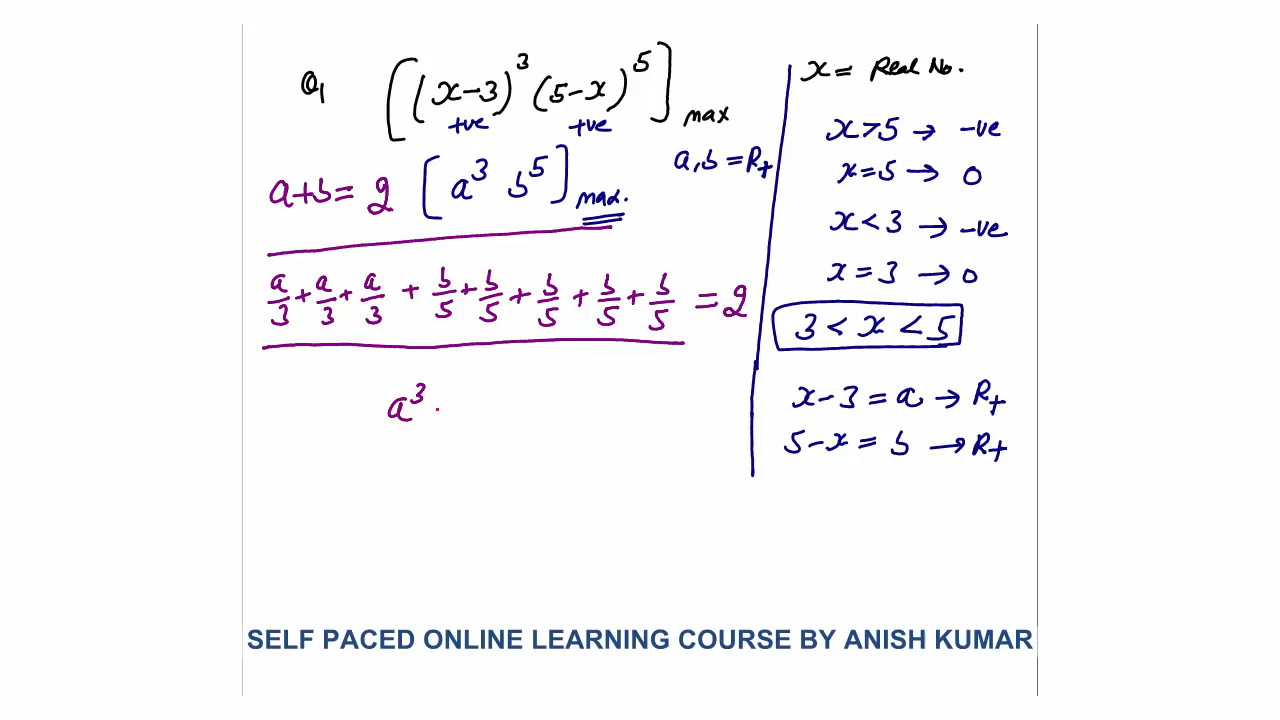 Q1 [(x-3)^3 (5-x)^5] max
+ve +ve
a,b = R+
a+b= 2 [a^3 b^5] max.
a/3 + a/3 + a/3 + b/5 + b/5 + b/5 + b/5 + b/5 = 2
a^3 .
x = Real No.
x>5 → -ve
x=5 → 0
x<3 → -ve
x=3 → 0
3 < x < 5
x-3 = a → R+
5-x = b → R+
SELF PACED ONLINE LEARNING COURSE BY ANISH KUMAR